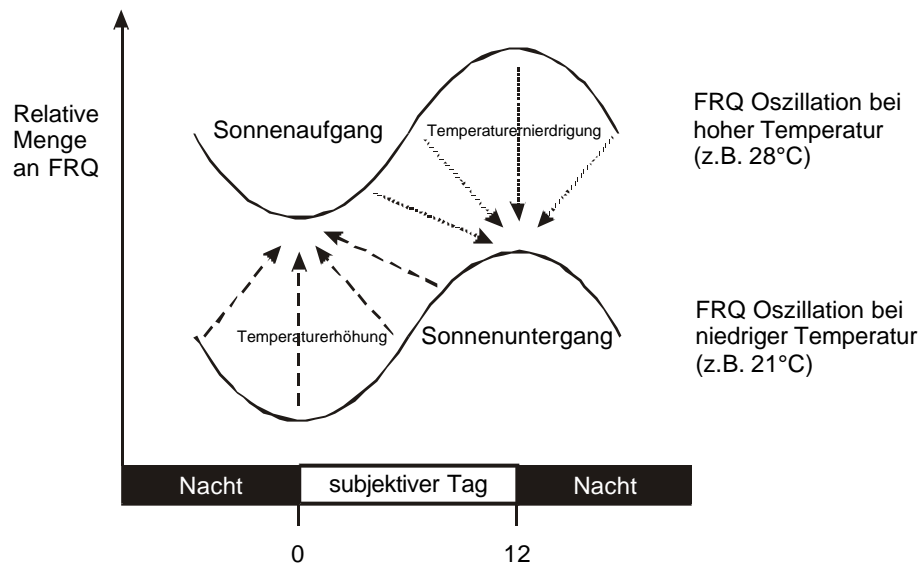 Relative
Menge
an FRQ
Sonnenaufgang
Temperaturernierdrigung
FRQ Oszillation bei
hoher Temperatur
(z.B. 28°C)
Temperaturerhöhung
Sonnenuntergang
FRQ Oszillation bei
niedriger Temperatur
(z.B. 21°C)
Nacht
subjektiver Tag
Nacht
0
12